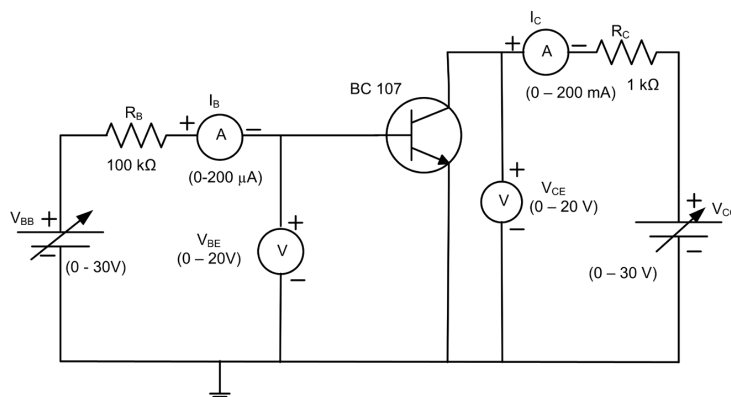 I_C
R_C
+ A −
1 kΩ
(0 – 200 mA)
BC 107
I_B
R_B
+ A −
100 kΩ
(0-200 μA)
V_BB
+
−
(0 - 30V)
V_BE
(0 – 20V)
+
V
−
+
V
−
V_CE
(0 – 20 V)
+
−
V_CC
(0 – 30 V)